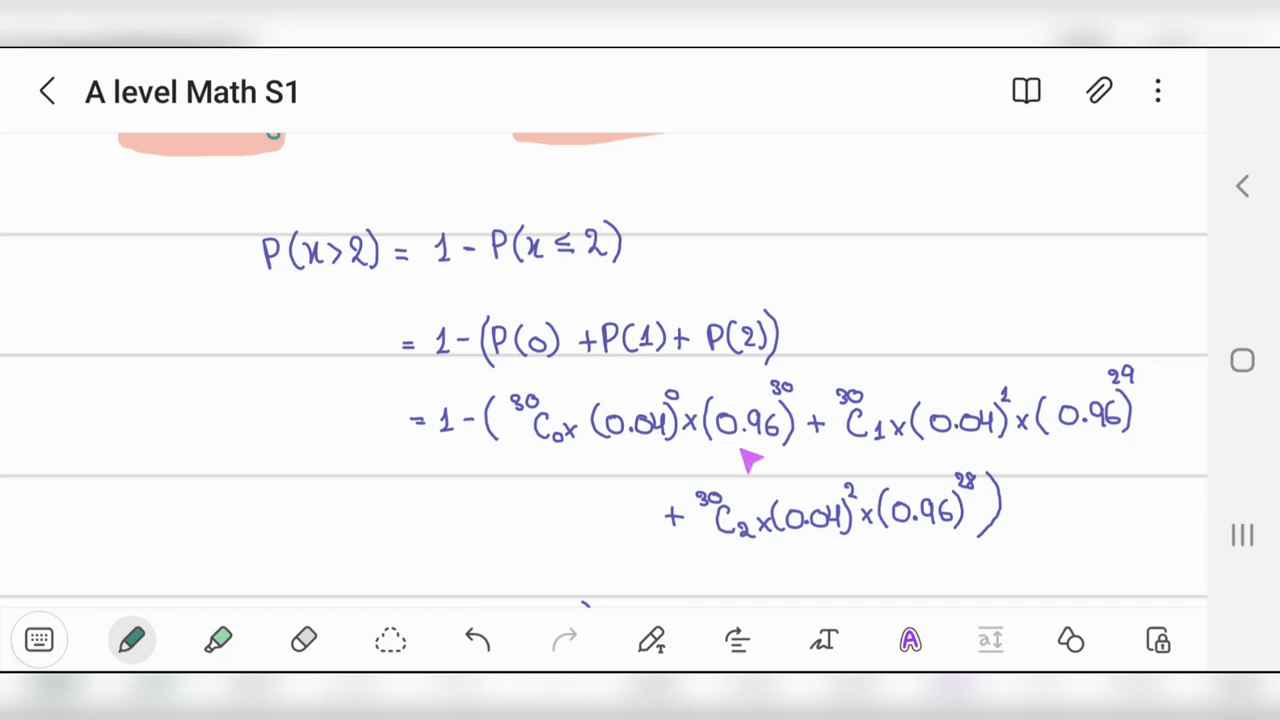 A level Math S1
P(x>2) = 1 - P(x ≤ 2)
= 1 - (P(0) + P(1) + P(2))
= 1 - ( ³⁰C₀ × (0.04)⁰ × (0.96)³⁰ + ³⁰C₁ × (0.04)¹ × (0.96)²⁹
+ ³⁰C₂ × (0.04)² × (0.96)²⁸ )